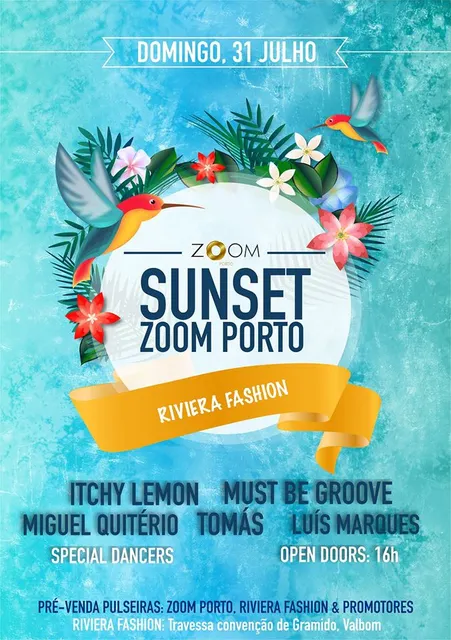 DOMINGO, 31 JULHO
ZOOM
PORTO
SUNSET
ZOOM PORTO
RIVIERA FASHION
ITCHY LEMON MUST BE GROOVE
MIGUEL QUITÉRIO TOMÁS LUÍS MARQUES
SPECIAL DANCERS OPEN DOORS: 16h
PRÉ-VENDA PULSEIRAS: ZOOM PORTO, RIVIERA FASHION & PROMOTORES
RIVIERA FASHION: Travessa convenção de Gramido, Valbom